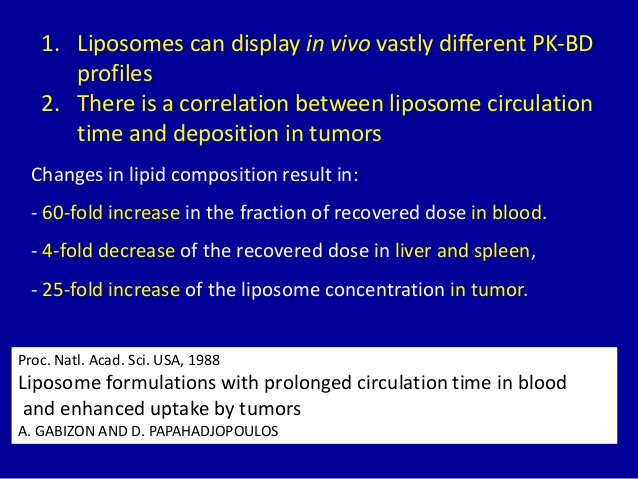 1. Liposomes can display in vivo vastly different PK-BD
profiles
2. There is a correlation between liposome circulation
time and deposition in tumors
Changes in lipid composition result in:
- 60-fold increase in the fraction of recovered dose in blood.
- 4-fold decrease of the recovered dose in liver and spleen,
- 25-fold increase of the liposome concentration in tumor.
Proc. Natl. Acad. Sci. USA, 1988
Liposome formulations with prolonged circulation time in blood
and enhanced uptake by tumors
A. GABIZON AND D. PAPAHADJOPOULOS